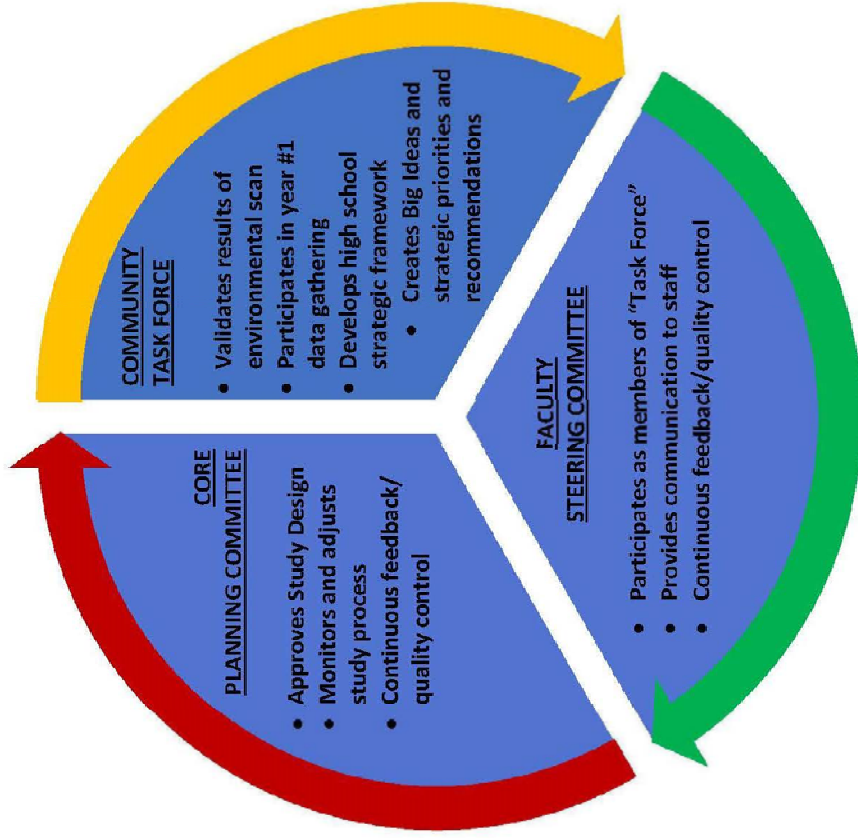 CORE
PLANNING COMMITTEE
• Approves Study Design
• Monitors and adjusts
study process
• Continuous feedback/
quality control
COMMUNITY
TASK FORCE
• Validates results of
environmental scan
• Participates in year #1
data gathering
• Develops high school
strategic framework
• Creates Big Ideas and
strategic priorities and
recommendations
FACULTY
STEERING COMMITTEE
• Participates as members of “Task Force”
• Provides communication to staff
• Continuous feedback/quality control